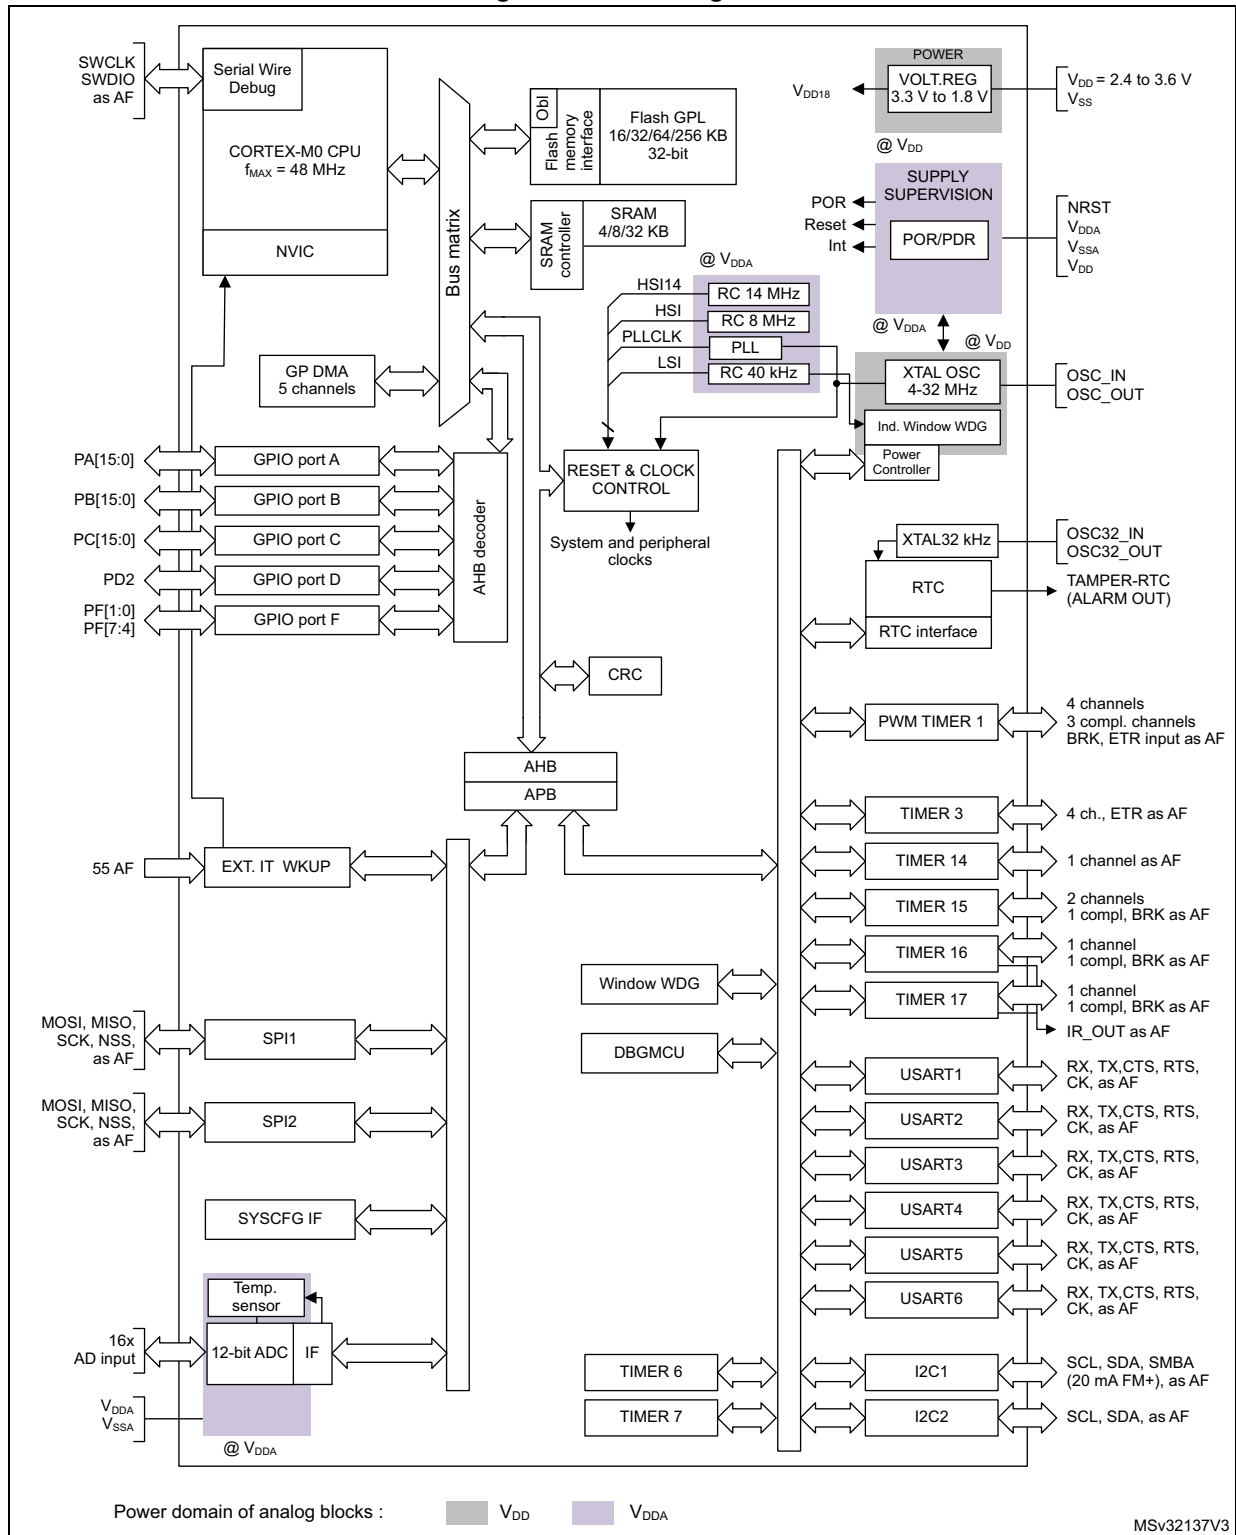 SWCLK
SWDIO
as AF
Serial Wire
Debug
CORTEX-M0 CPU
fMAX = 48 MHz
NVIC
Bus matrix
Obl
Flash
memory
interface
Flash GPL
16/32/64/256 KB
32-bit
SRAM
controller
SRAM
4/8/32 KB
POWER
VOLT.REG
3.3 V to 1.8 V
VDD18
VDD = 2.4 to 3.6 V
VSS
@ VDD
SUPPLY
SUPERVISION
POR/PDR
POR
Reset
Int
NRST
VDDA
VSSA
VDD
@ VDDA
@ VDDA
@ VDD
HSI14
HSI
PLLCLK
LSI
RC 14 MHz
RC 8 MHz
PLL
RC 40 kHz
XTAL OSC
4-32 MHz
OSC_IN
OSC_OUT
Ind. Window WDG
Power
Controller
GP DMA
5 channels
PA[15:0]
GPIO port A
PB[15:0]
GPIO port B
PC[15:0]
GPIO port C
PD2
GPIO port D
PF[1:0]
PF[7:4]
GPIO port F
AHB decoder
RESET & CLOCK
CONTROL
System and peripheral
clocks
XTAL32 kHz
OSC32_IN
OSC32_OUT
RTC
TAMPER-RTC
(ALARM OUT)
RTC interface
CRC
AHB
APB
PWM TIMER 1
4 channels
3 compl. channels
BRK, ETR input as AF
TIMER 3
4 ch., ETR as AF
TIMER 14
1 channel as AF
TIMER 15
2 channels
1 compl, BRK as AF
TIMER 16
1 channel
1 compl, BRK as AF
TIMER 17
1 channel
1 compl, BRK as AF
IR_OUT as AF
55 AF
EXT. IT WKUP
Window WDG
DBGMCU
MOSI, MISO,
SCK, NSS,
as AF
SPI1
MOSI, MISO,
SCK, NSS,
as AF
SPI2
SYSCFG IF
USART1
RX, TX,CTS, RTS,
CK, as AF
USART2
RX, TX,CTS, RTS,
CK, as AF
USART3
RX, TX,CTS, RTS,
CK, as AF
USART4
RX, TX,CTS, RTS,
CK, as AF
USART5
RX, TX,CTS, RTS,
CK, as AF
USART6
RX, TX,CTS, RTS,
CK, as AF
Temp.
sensor
16x
AD input
12-bit ADC
IF
VDDA
VSSA
@ VDDA
TIMER 6
TIMER 7
I2C1
SCL, SDA, SMBA
(20 mA FM+), as AF
I2C2
SCL, SDA, as AF
Power domain of analog blocks :
VDD
VDDA
MSv32137V3